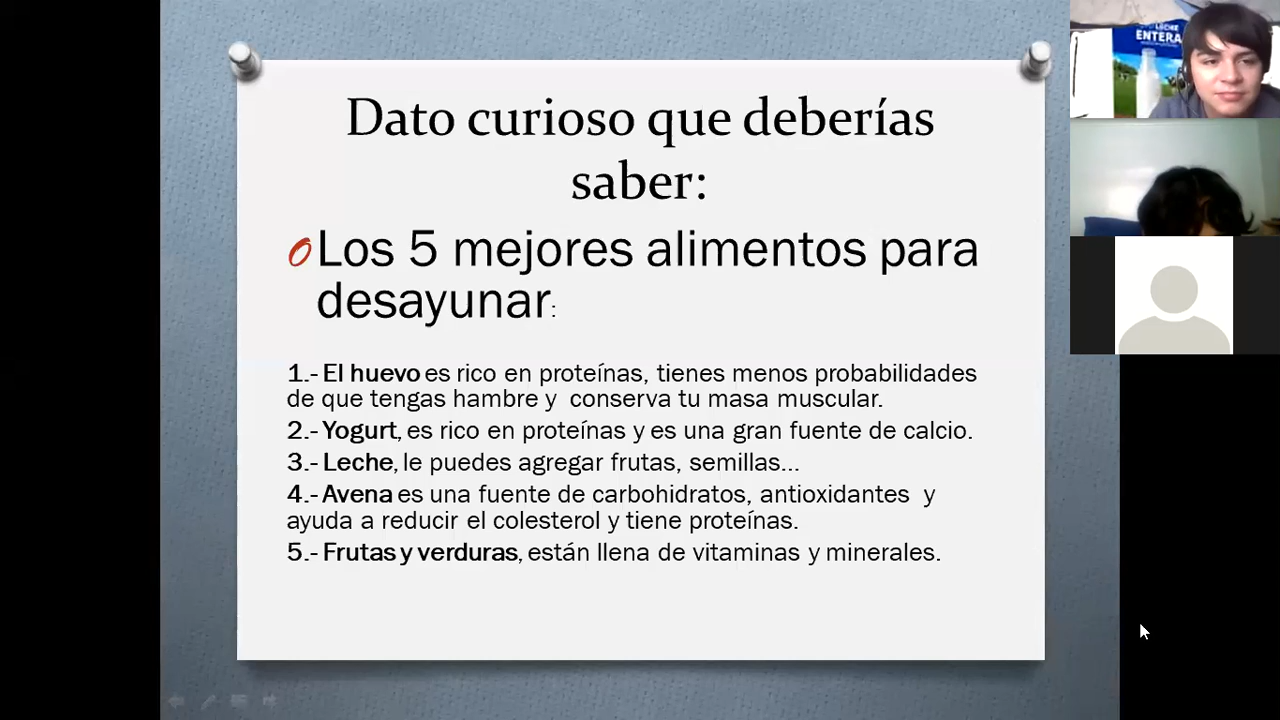 Dato curioso que deberías
saber:
Los 5 mejores alimentos para
desayunar:
1.- El huevo es rico en proteínas, tienes menos probabilidades
de que tengas hambre y  conserva tu masa muscular.
2.- Yogurt, es rico en proteínas y es una gran fuente de calcio.
3.- Leche, le puedes agregar frutas, semillas...
4.- Avena es una fuente de carbohidratos, antioxidantes  y
ayuda a reducir el colesterol y tiene proteínas.
5.- Frutas y verduras, están llena de vitaminas y minerales.
LECHE
ENTERA